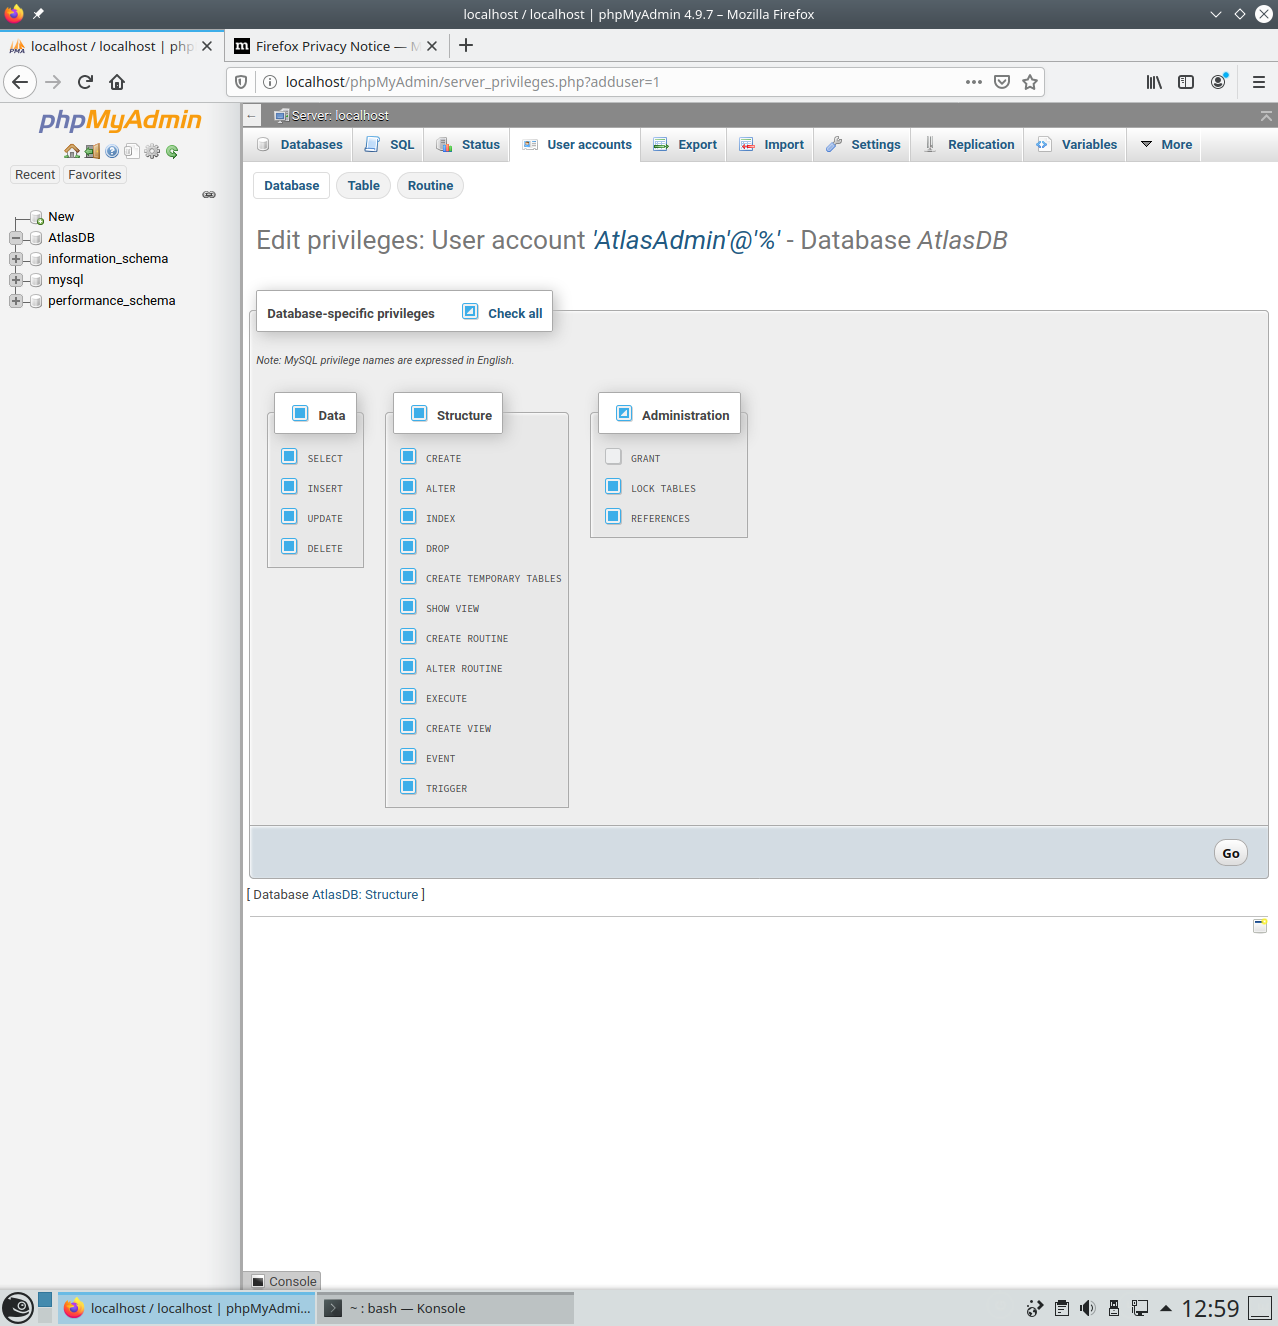 localhost / localhost | phpMyAdmin 4.9.7 – Mozilla Firefox
localhost / localhost | php
Firefox Privacy Notice —
localhost/phpMyAdmin/server_privileges.php?adduser=1
phpMyAdmin
Recent
Favorites
New
AtlasDB
information_schema
mysql
performance_schema
Server: localhost
Databases
SQL
Status
User accounts
Export
Import
Settings
Replication
Variables
More
Database
Table
Routine
Edit privileges: User account 'AtlasAdmin'@'%' - Database AtlasDB
Database-specific privileges
Check all
Note: MySQL privilege names are expressed in English.
Data
SELECT
INSERT
UPDATE
DELETE
Structure
CREATE
ALTER
INDEX
DROP
CREATE TEMPORARY TABLES
SHOW VIEW
CREATE ROUTINE
ALTER ROUTINE
EXECUTE
CREATE VIEW
EVENT
TRIGGER
Administration
GRANT
LOCK TABLES
REFERENCES
Go
[ Database AtlasDB: Structure ]
Console
localhost / localhost | phpMyAdmi...
~ : bash — Konsole
12:59